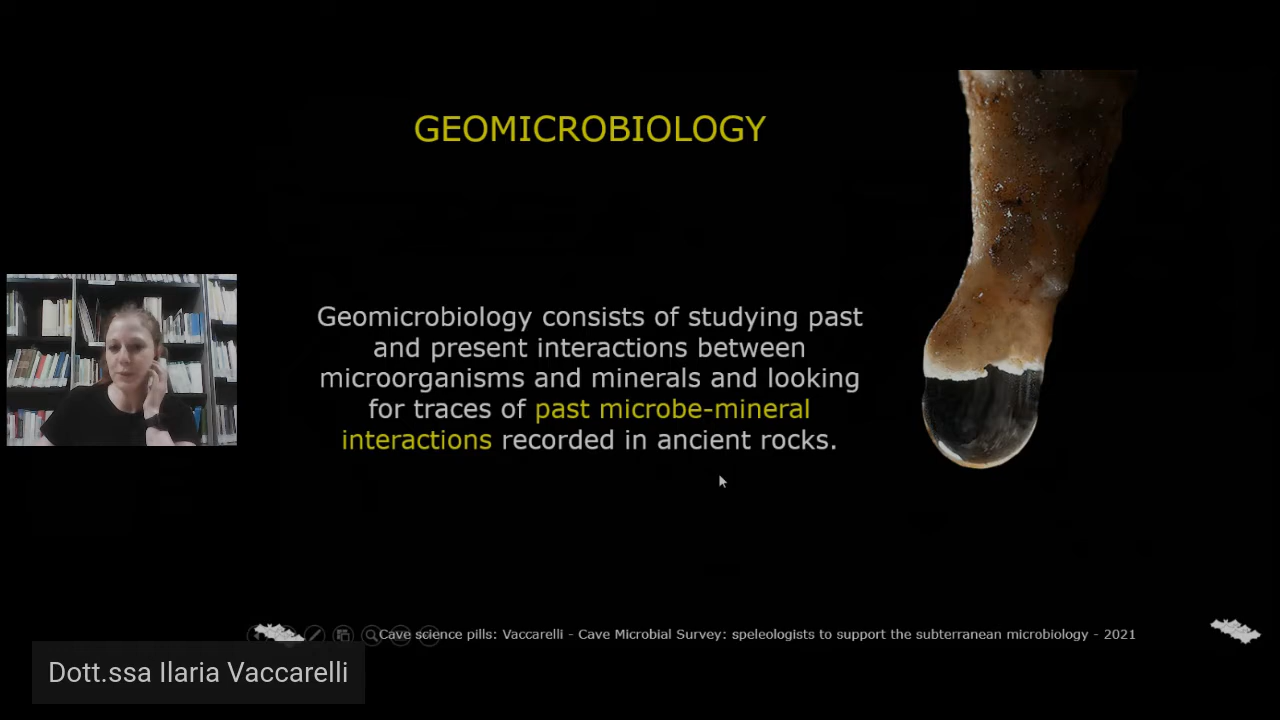 GEOMICROBIOLOGY
Geomicrobiology consists of studying past
and present interactions between
microorganisms and minerals and looking
for traces of past microbe-mineral
interactions recorded in ancient rocks.
Cave science pills: Vaccarelli - Cave Microbial Survey: speleologists to support the subterranean microbiology - 2021
Dott.ssa Ilaria Vaccarelli